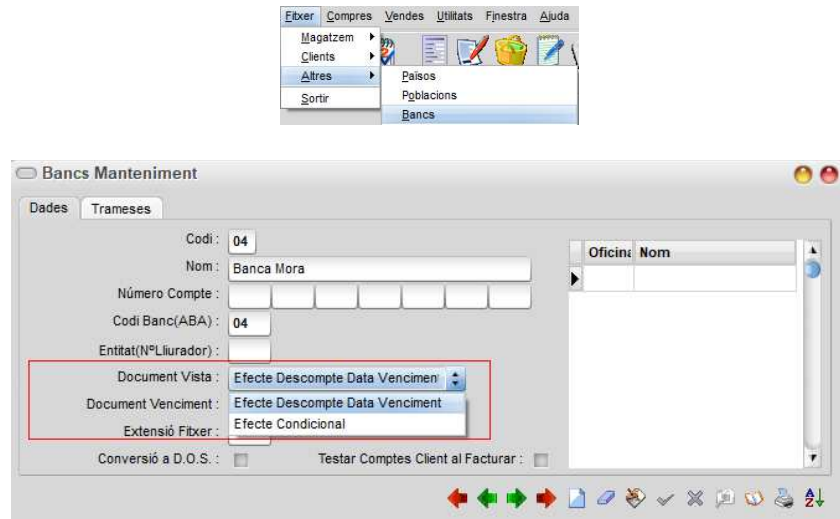 Fitxer Compres Vendes Utilitats Finestra Ajuda
Magatzem
Clients
Altres
Sortir
Països
Poblacions
Bancs
Bancs Manteniment
Dades Trameses
Codi : 04
Nom : Banca Mora
Número Compte :
Codi Banc(ABA) : 04
Entitat(NºLliurador) :
Document Vista : Efecte Descompte Data Venciment
Document Venciment : Efecte Descompte Data Venciment
Efecte Condicional
Extensió Fitxer :
Conversió a D.O.S. : Testar Comptes Client al Facturar :
Oficina Nom